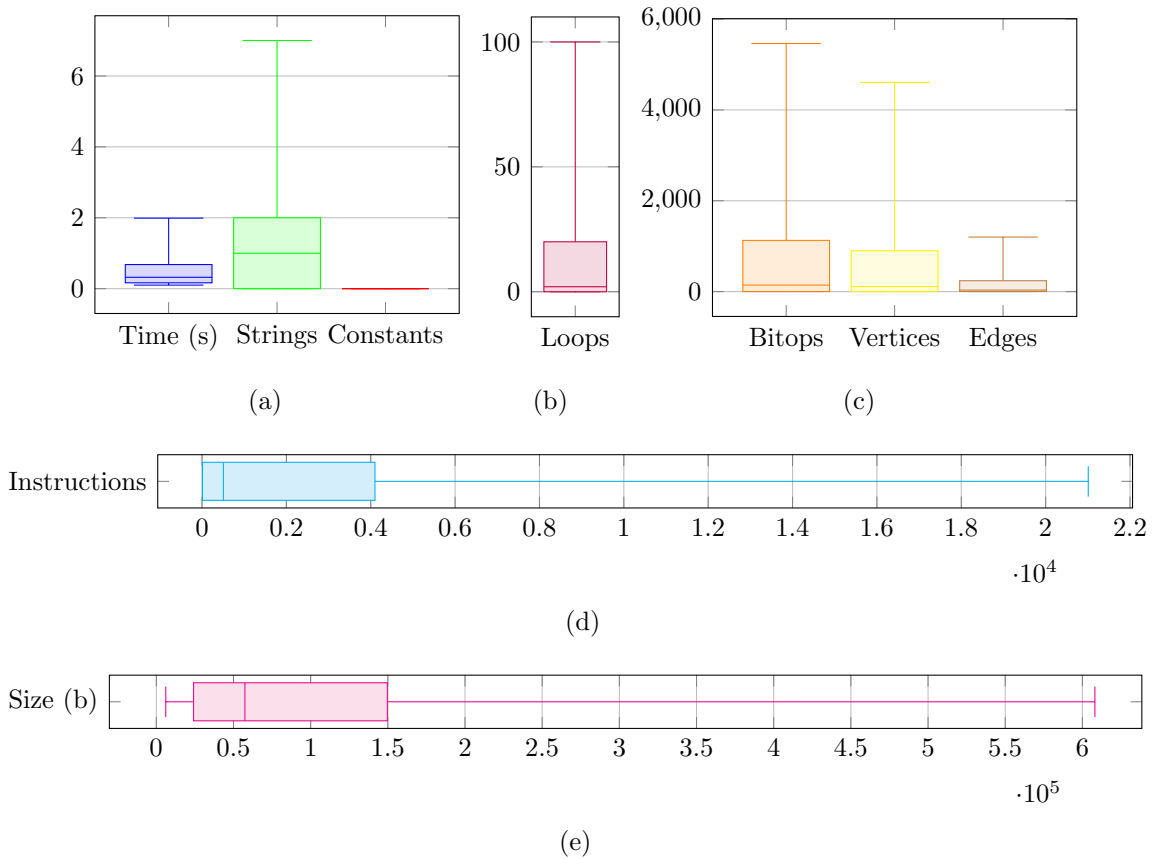 6
4
2
0
Time (s) Strings Constants
(a)
100
50
0
Loops
(b)
6,000
4,000
2,000
0
Bitops Vertices Edges
(c)
Instructions
0 0.2 0.4 0.6 0.8 1 1.2 1.4 1.6 1.8 2 2.2
·10^4
(d)
Size (b)
0 0.5 1 1.5 2 2.5 3 3.5 4 4.5 5 5.5 6
·10^5
(e)